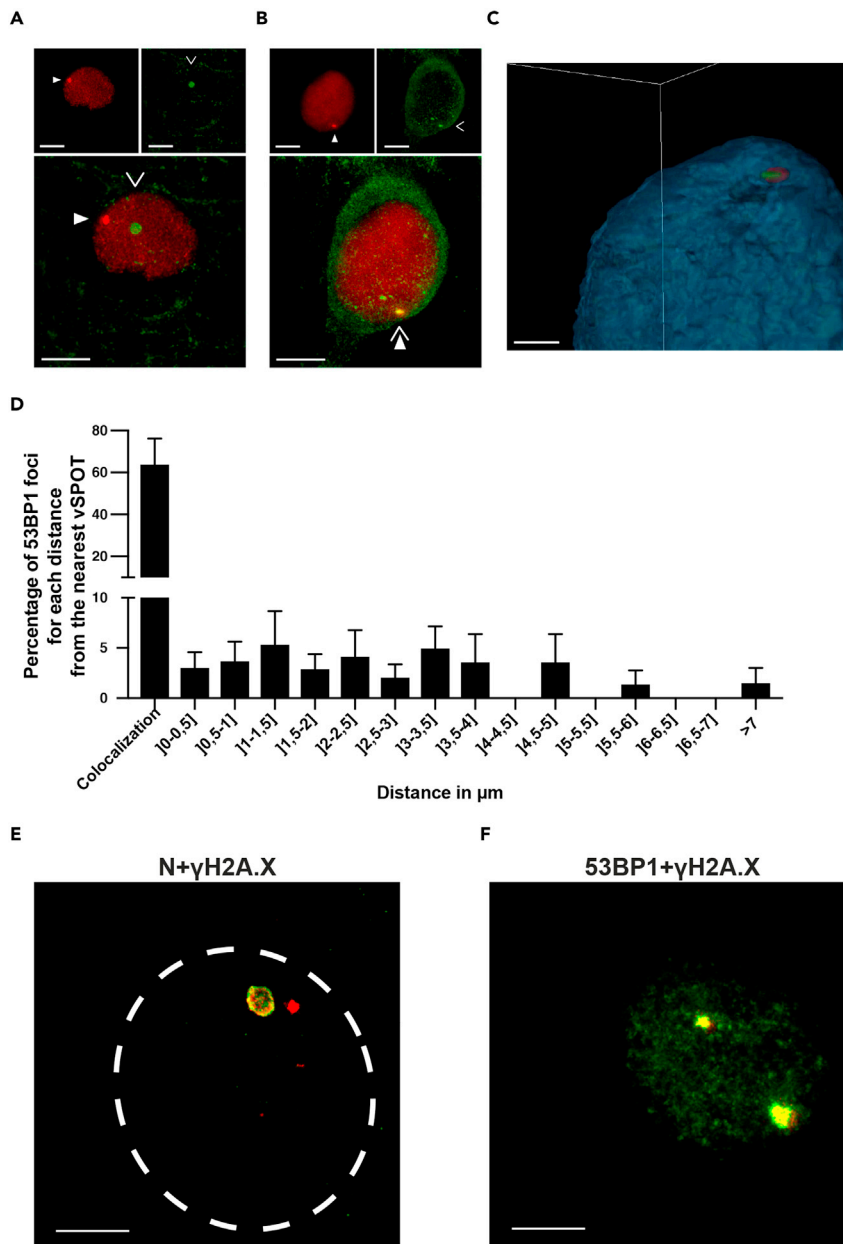 A
B
C
D
80
60
40
20
10
5
0
Percentage of 53BP1 foci
for each distance
from the nearest vSPOT
Colocalization
]0-0,5]
]0,5-1]
]1-1,5]
]1,5-2]
]2-2,5]
]2,5-3]
]3-3,5]
]3,5-4]
]4-4,5]
]4,5-5]
]5-5,5]
]5,5-6]
]6-6,5]
]6,5-7]
>7
Distance in µm
E
F
N+γH2A.X
53BP1+γH2A.X